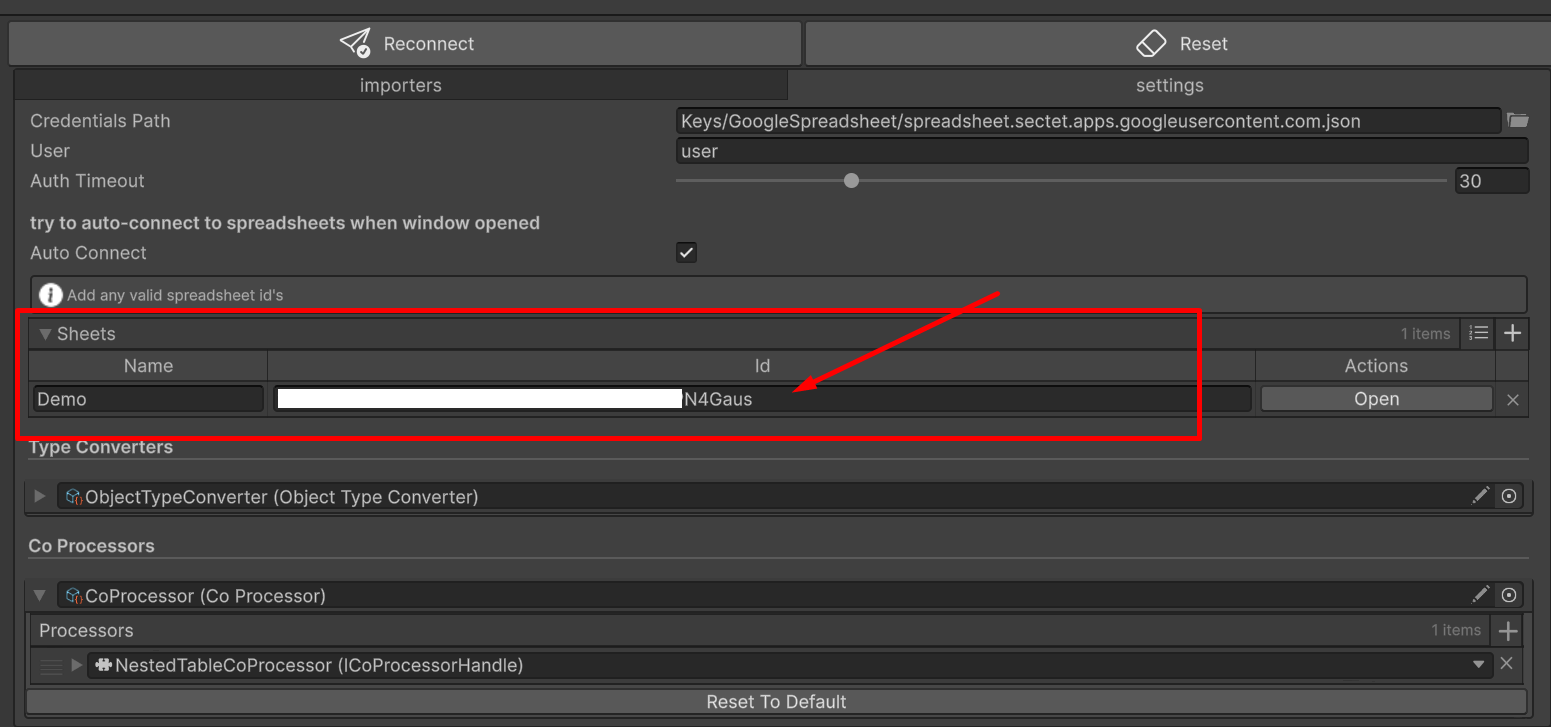 Reconnect Reset
importers settings
Credentials Path Keys/GoogleSpreadsheet/spreadsheet.sectet.apps.googleusercontent.com.json
User user
Auth Timeout 30
try to auto-connect to spreadsheets when window opened
Auto Connect
Add any valid spreadsheet id's
Sheets 1 items
Name Id Actions
Demo N4Gaus Open
Type Converters
ObjectTypeConverter (Object Type Converter)
Co Processors
CoProcessor (Co Processor)
Processors 1 items
NestedTableCoProcessor (ICoProcessorHandle)
Reset To Default